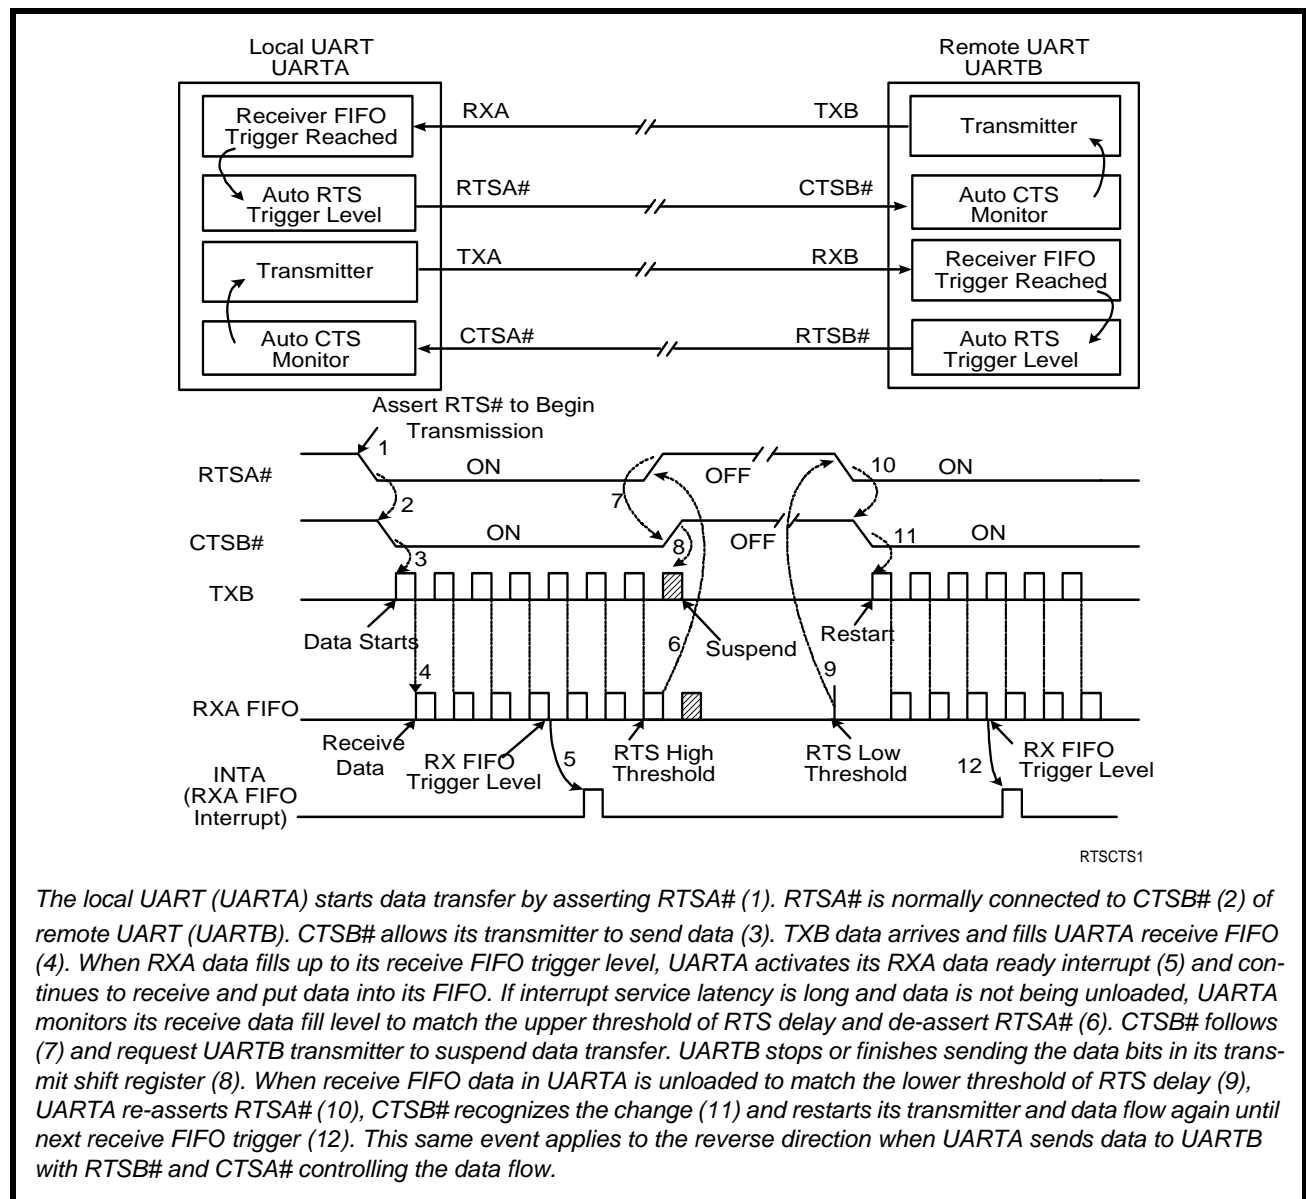 Local UART
UARTA
Remote UART
UARTB
Receiver FIFO
Trigger Reached
RXA
TXB
Transmitter
Auto RTS
Trigger Level
RTSA#
CTSB#
Auto CTS
Monitor
Transmitter
TXA
RXB
Receiver FIFO
Trigger Reached
Auto CTS
Monitor
CTSA#
RTSB#
Auto RTS
Trigger Level
Assert RTS# to Begin
Transmission
1
RTSA#
ON
OFF
10
ON
2
7
CTSB#
ON
8
OFF
11
ON
3
TXB
Data Starts
6
Suspend
Restart
4
9
RXA FIFO
Receive
Data
RX FIFO
Trigger Level
5
RTS High
Threshold
RTS Low
Threshold
12
RX FIFO
Trigger Level
INTA
(RXA FIFO
Interrupt)
RTSCTS1
The local UART (UARTA) starts data transfer by asserting RTSA# (1). RTSA# is normally connected to CTSB# (2) of
remote UART (UARTB). CTSB# allows its transmitter to send data (3). TXB data arrives and fills UARTA receive FIFO
(4). When RXA data fills up to its receive FIFO trigger level, UARTA activates its RXA data ready interrupt (5) and con-
tinues to receive and put data into its FIFO. If interrupt service latency is long and data is not being unloaded, UARTA
monitors its receive data fill level to match the upper threshold of RTS delay and de-assert RTSA# (6). CTSB# follows
(7) and request UARTB transmitter to suspend data transfer. UARTB stops or finishes sending the data bits in its trans-
mit shift register (8). When receive FIFO data in UARTA is unloaded to match the lower threshold of RTS delay (9),
UARTA re-asserts RTSA# (10), CTSB# recognizes the change (11) and restarts its transmitter and data flow again until
next receive FIFO trigger (12). This same event applies to the reverse direction when UARTA sends data to UARTB
with RTSB# and CTSA# controlling the data flow.